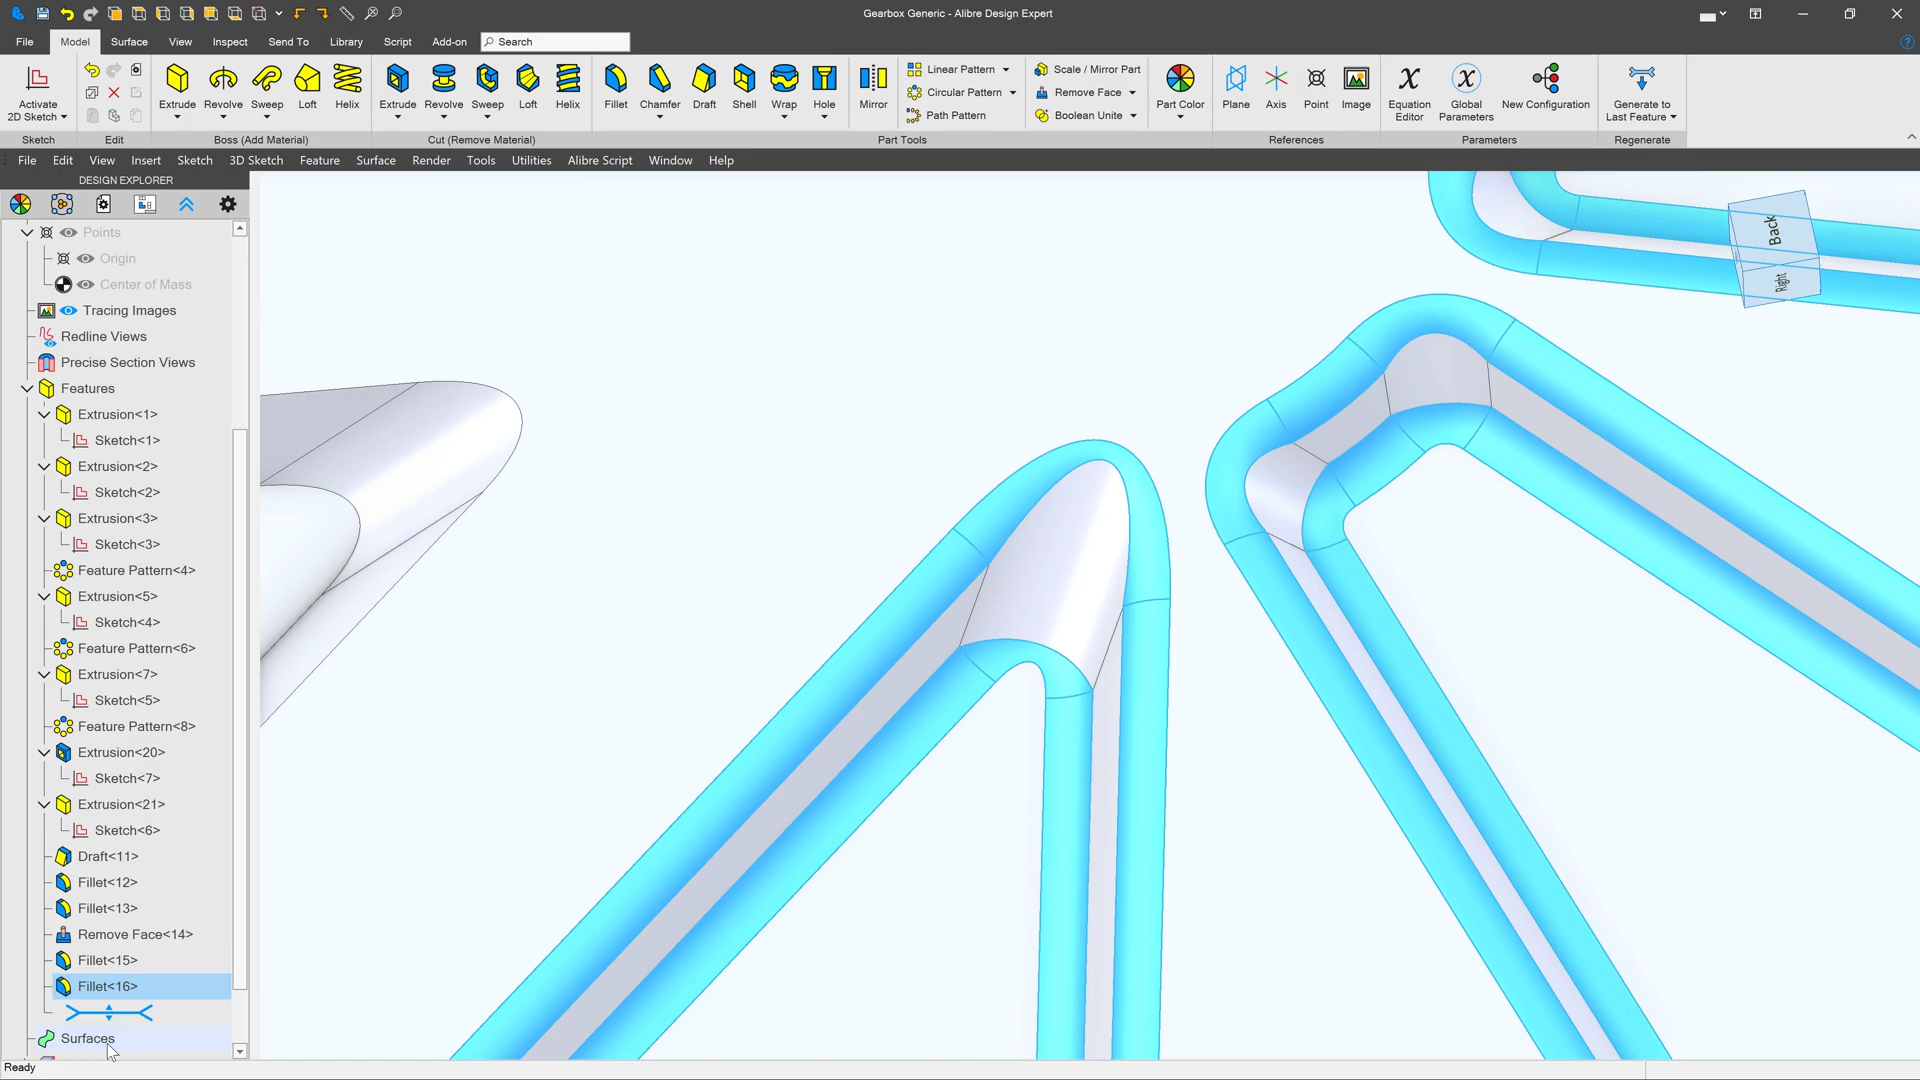 Gearbox Generic - Alibre Design Expert
File Model Surface View Inspect Send To Library Script Add-on Search
Activate
2D Sketch
Extrude Revolve Sweep Loft Helix
Extrude Revolve Sweep Loft Helix
Fillet Chamfer Draft Shell Wrap Hole Mirror
Linear Pattern
Circular Pattern
Path Pattern
Scale / Mirror Part
Remove Face
Boolean Unite
Part Color
Plane Axis Point Image
Equation
Editor
Global
Parameters
New Configuration
Generate to
Last Feature
Sketch Edit Boss (Add Material) Cut (Remove Material) Part Tools References Parameters Regenerate
File Edit View Insert Sketch 3D Sketch Feature Surface Render Tools Utilities Alibre Script Window Help
DESIGN EXPLORER
Points
Origin
Center of Mass
Tracing Images
Redline Views
Precise Section Views
Features
Extrusion<1>
Sketch<1>
Extrusion<2>
Sketch<2>
Extrusion<3>
Sketch<3>
Feature Pattern<4>
Extrusion<5>
Sketch<4>
Feature Pattern<6>
Extrusion<7>
Sketch<5>
Feature Pattern<8>
Extrusion<20>
Sketch<7>
Extrusion<21>
Sketch<6>
Draft<11>
Fillet<12>
Fillet<13>
Remove Face<14>
Fillet<15>
Fillet<16>
Surfaces
Back
Right
Ready